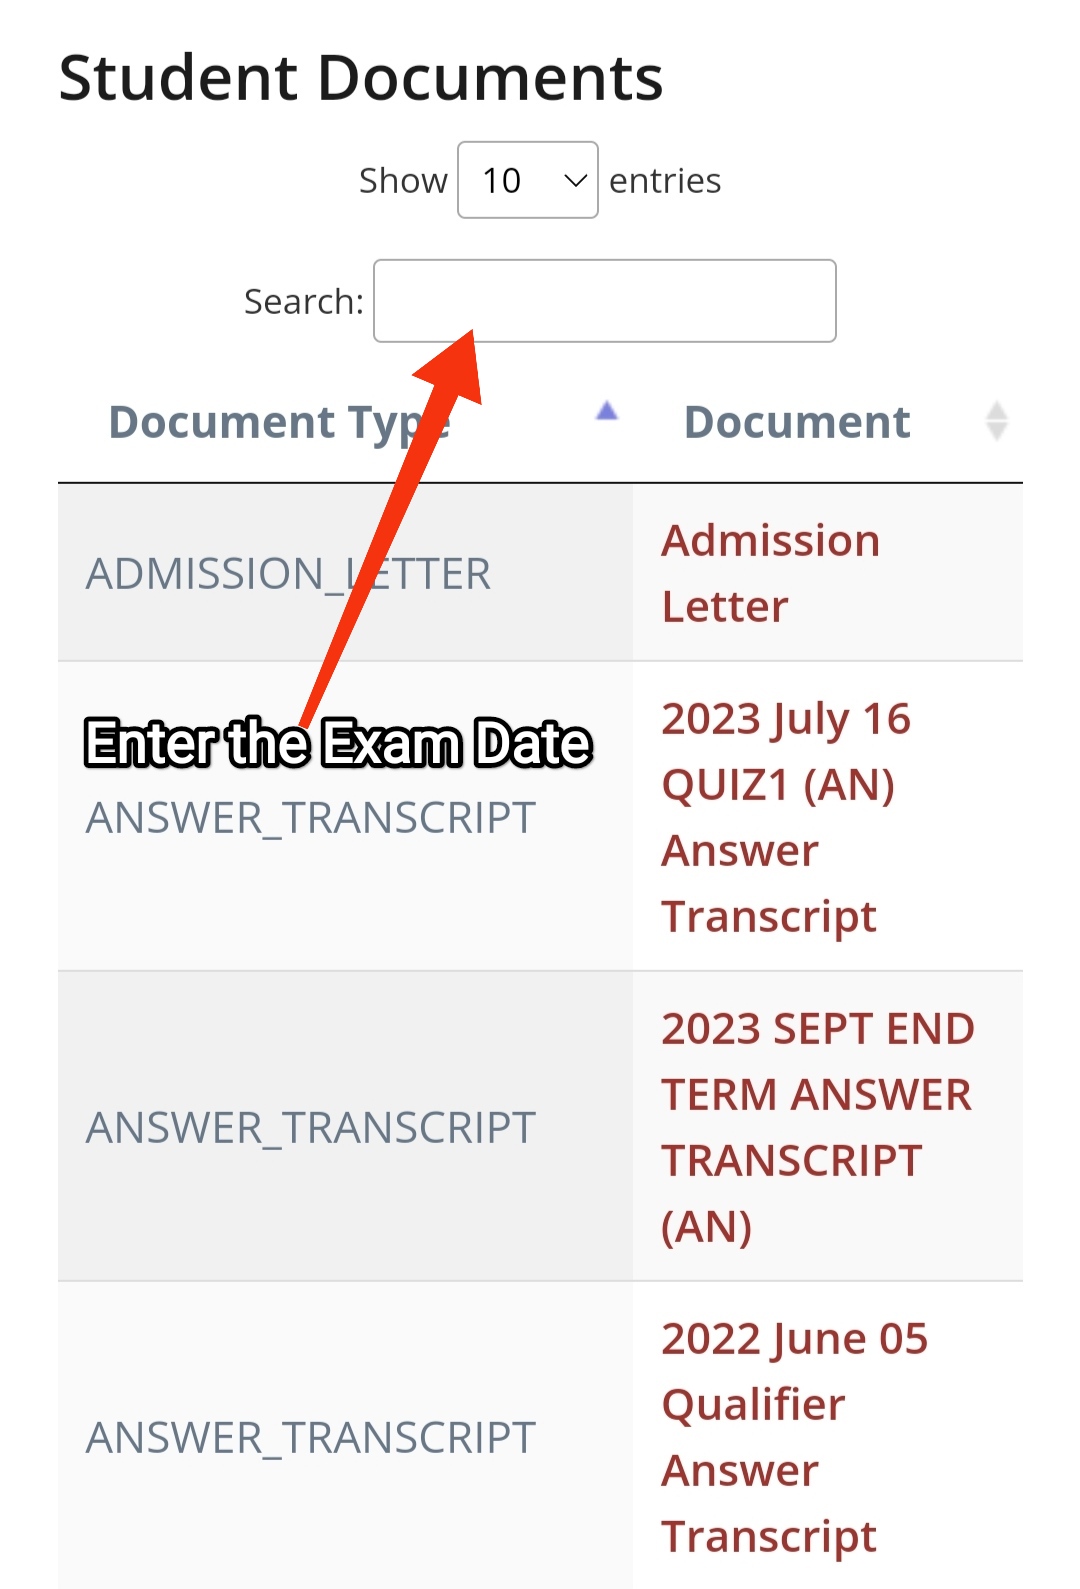 Student Documents
Show 10 entries
Search:
Document Type Document
ADMISSION_LETTER
Admission
Letter
Enter the Exam Date
ANSWER_TRANSCRIPT
2023 July 16
QUIZ1 (AN)
Answer
Transcript
ANSWER_TRANSCRIPT
2023 SEPT END
TERM ANSWER
TRANSCRIPT
(AN)
ANSWER_TRANSCRIPT
2022 June 05
Qualifier
Answer
Transcript